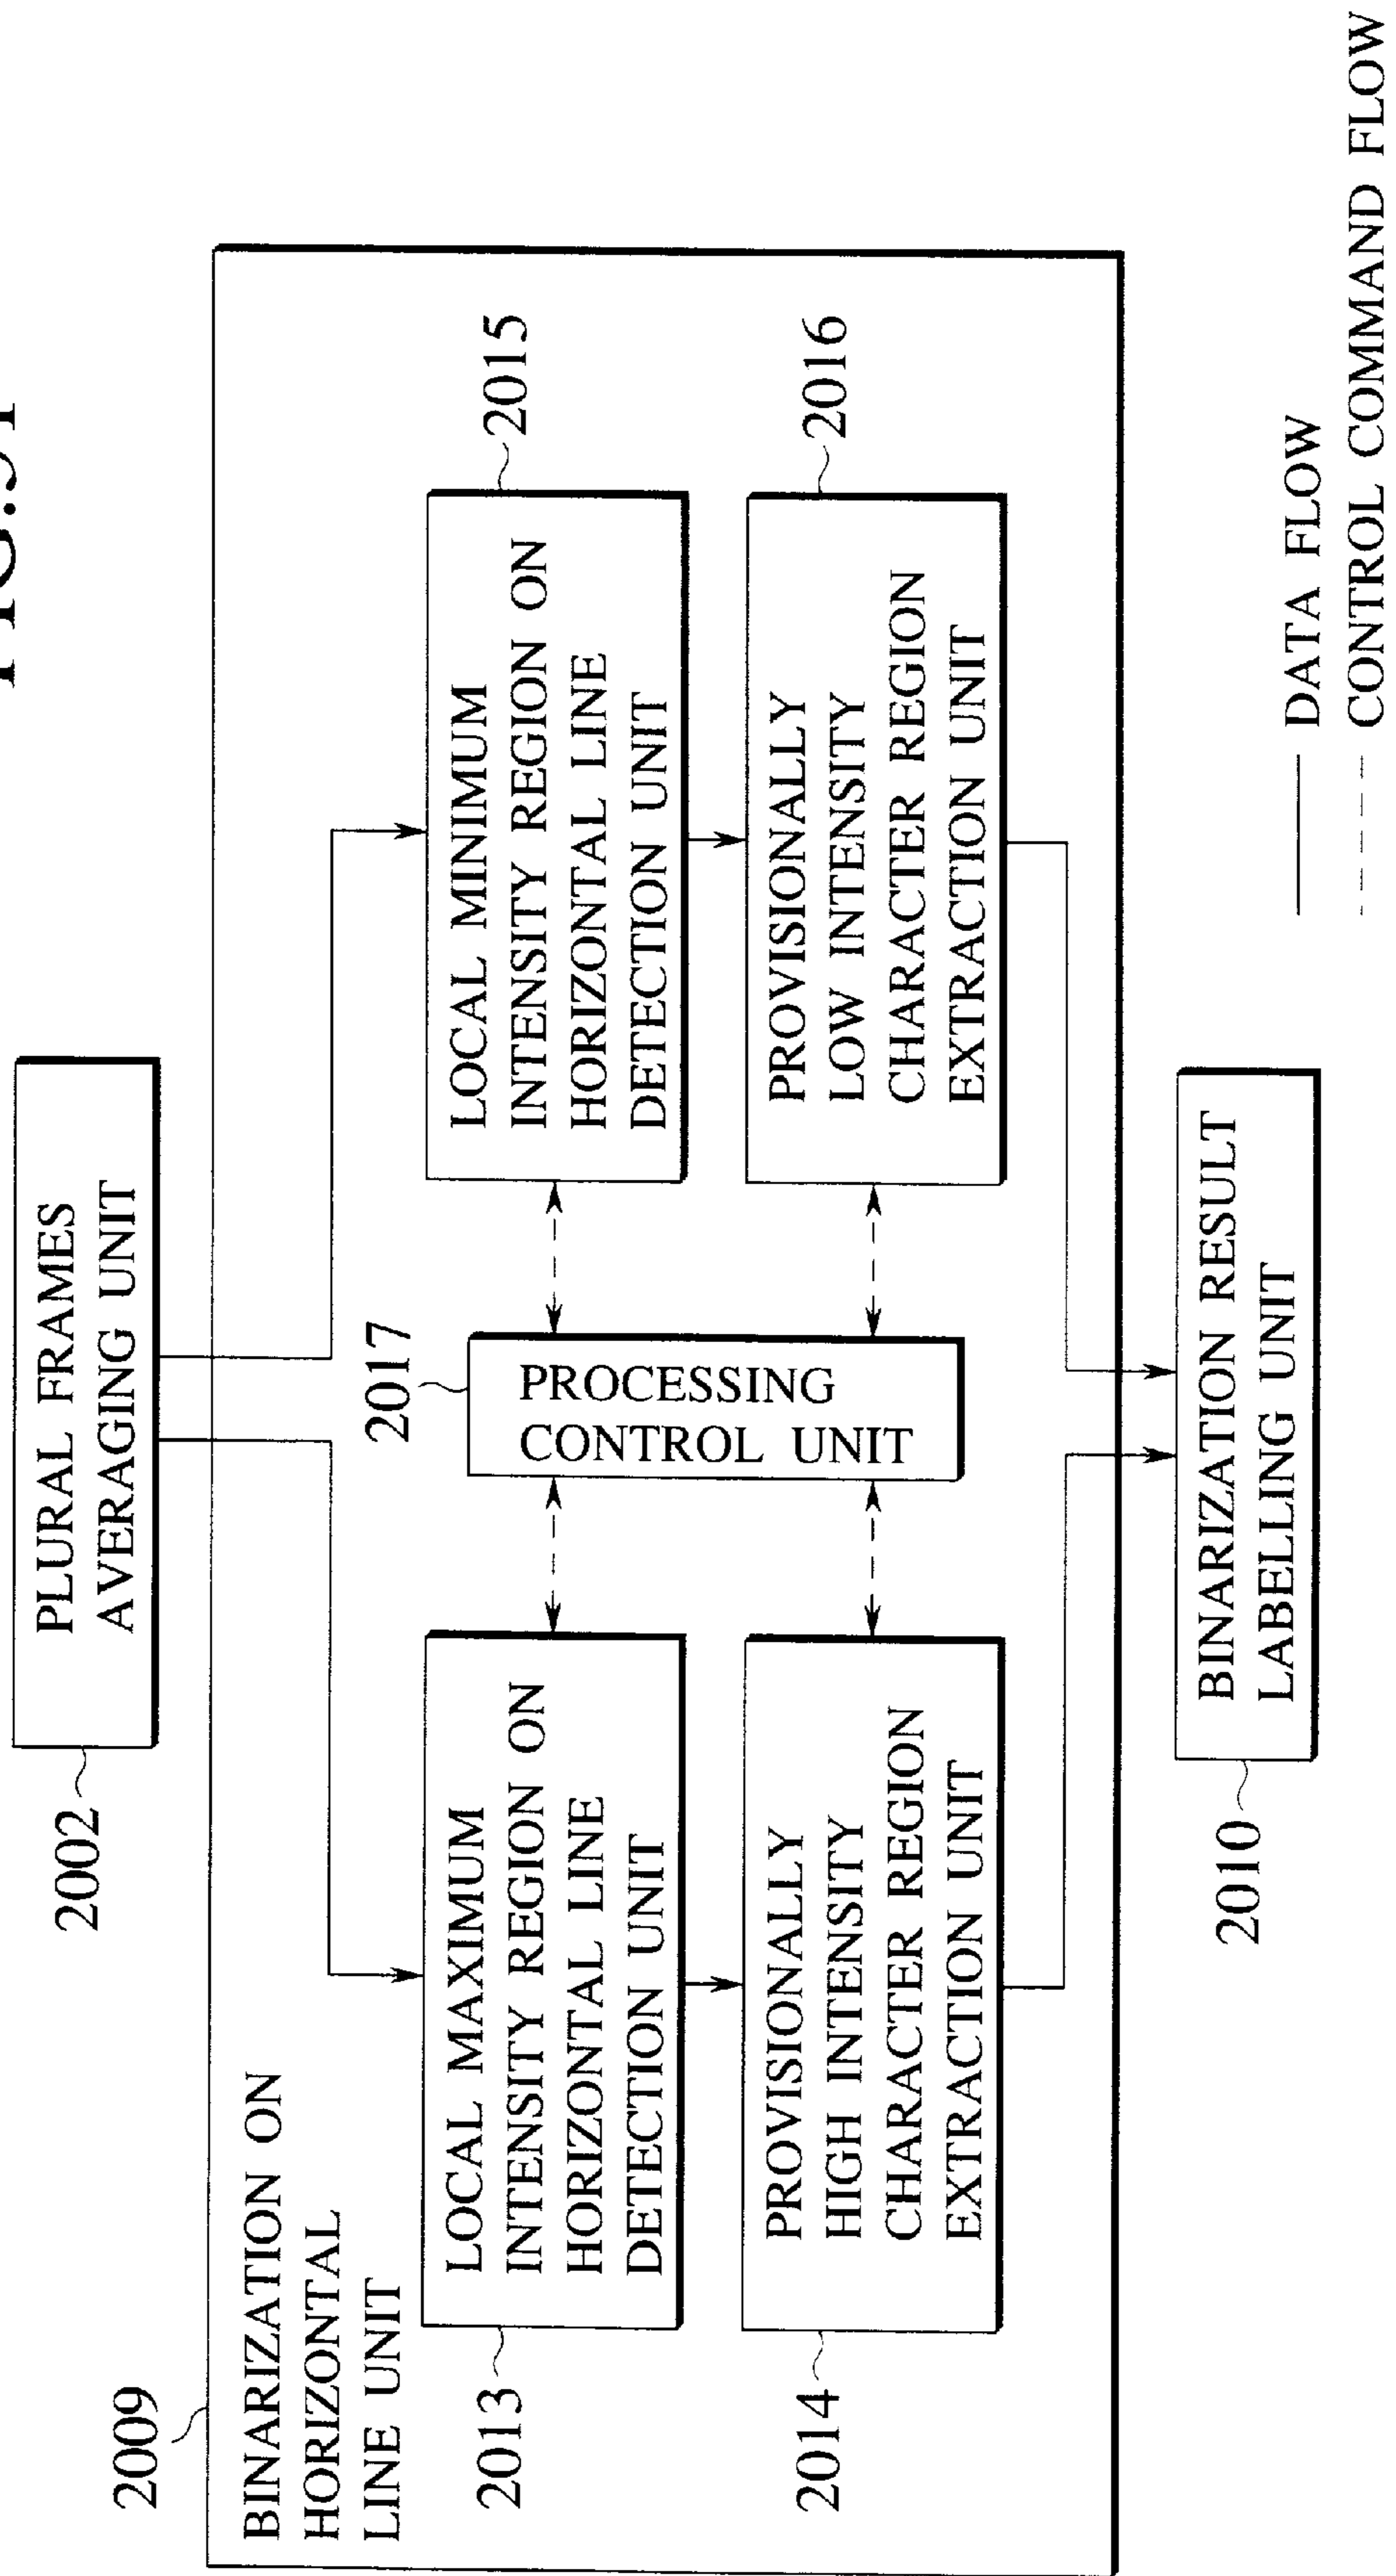 2002
PLURAL FRAMES
AVERAGING UNIT
2009
BINARIZATION ON
HORIZONTAL
LINE UNIT
2013
LOCAL MAXIMUM
INTENSITY REGION ON
HORIZONTAL LINE
DETECTION UNIT
2017
PROCESSING
CONTROL UNIT
LOCAL MINIMUM
INTENSITY REGION ON
HORIZONTAL LINE
DETECTION UNIT
2015
2014
PROVISIONALLY
HIGH INTENSITY
CHARACTER REGION
EXTRACTION UNIT
PROVISIONALLY
LOW INTENSITY
CHARACTER REGION
EXTRACTION UNIT
2016
2010
BINARIZATION RESULT
LABELLING UNIT
DATA FLOW
CONTROL COMMAND FLOW